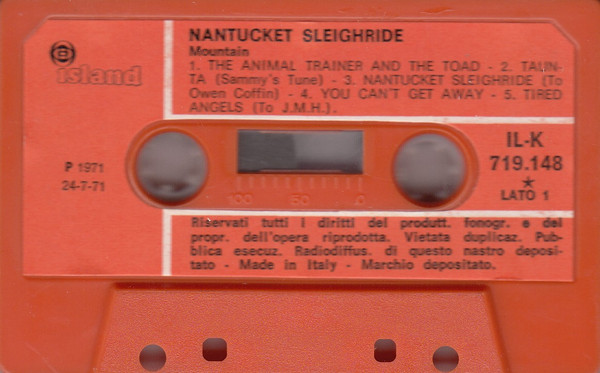 NANTUCKET SLEIGHRIDE
Mountain
1. THE ANIMAL TRAINER AND THE TOAD - 2. TAUN-
TA (Sammy's Tune) - 3. NANTUCKET SLEIGHRIDE (To
Owen Coffin) - 4. YOU CAN'T GET AWAY - 5. TIRED
ANGELS (To J.M.H.).
island
P 1971
24-7-71
IL-K
719.148
★
LATO 1
100 50 0
Riservati tutti i diritti del produtt. fonogr. e del
propr. dell'opera riprodotta. Vietata duplicaz. Pub-
blica esecuz. Radiodiffus. di questo nastro deposi-
tato - Made in Italy - Marchio depositato.